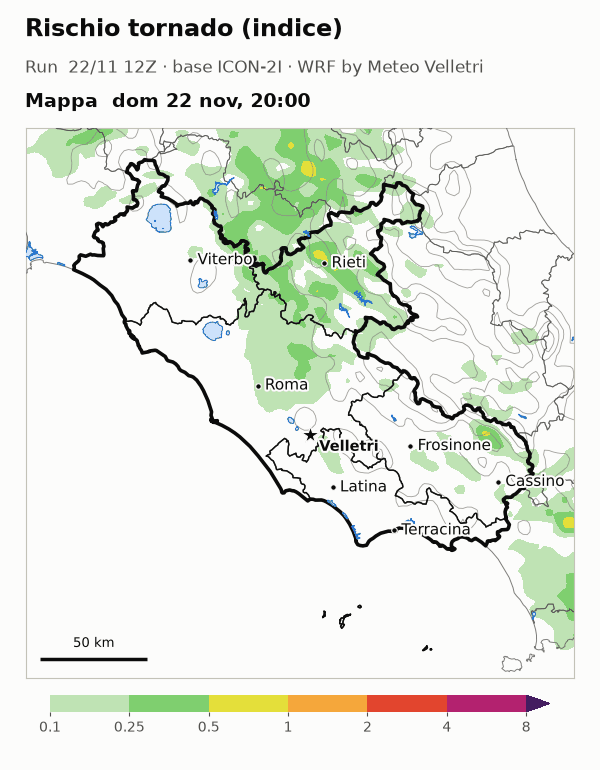 Rischio tornado (indice)
Run  22/11 12Z · base ICON-2I · WRF by Meteo Velletri
Mappa  dom 22 nov, 20:00
Viterbo
Rieti
Roma
Velletri
Frosinone
Latina
Cassino
Terracina
50 km
0.1 0.25 0.5 1 2 4 8